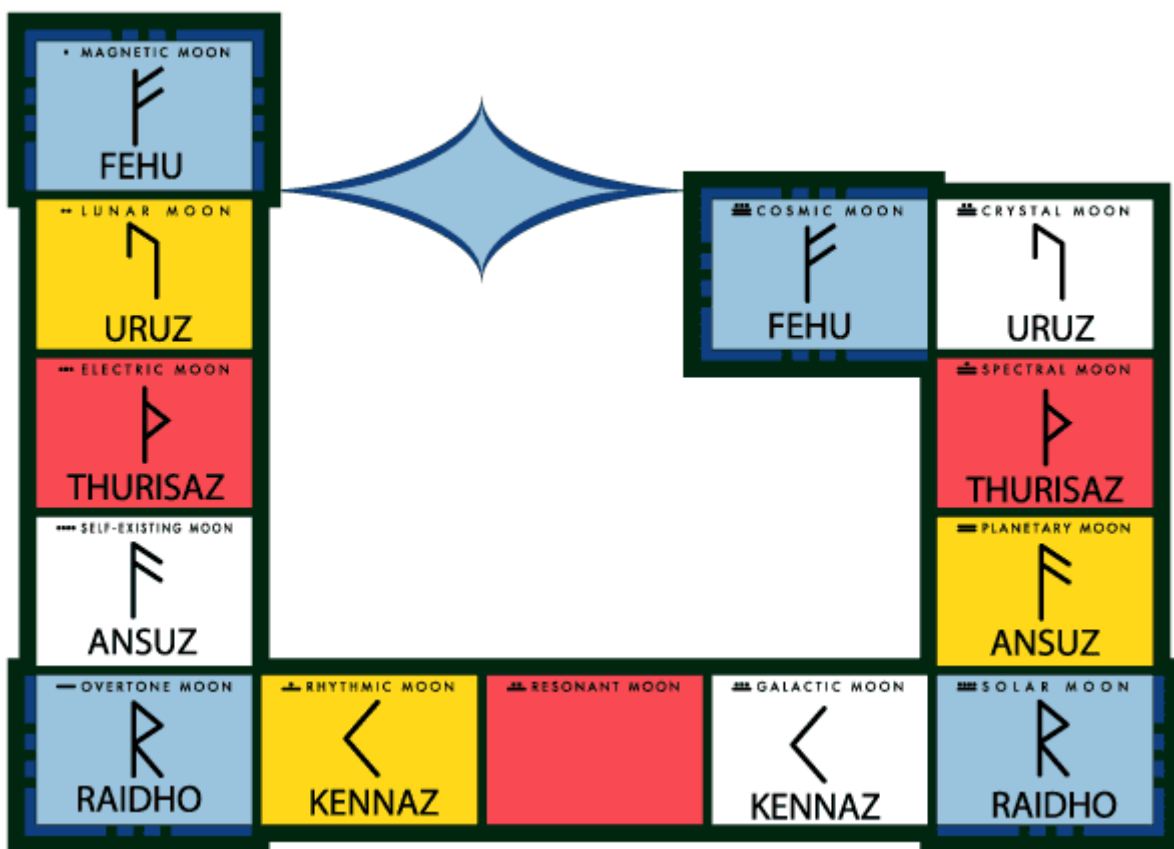 MAGNETIC MOON
FEHU
LUNAR MOON
URUZ
ELECTRIC MOON
THURISAZ
SELF-EXISTING MOON
ANSUZ
OVERTONE MOON
RAIDHO
RHYTHMIC MOON
KENNAZ
RESONANT MOON
GALACTIC MOON
KENNAZ
SOLAR MOON
RAIDHO
PLANETARY MOON
ANSUZ
SPECTRAL MOON
THURISAZ
CRYSTAL MOON
URUZ
COSMIC MOON
FEHU